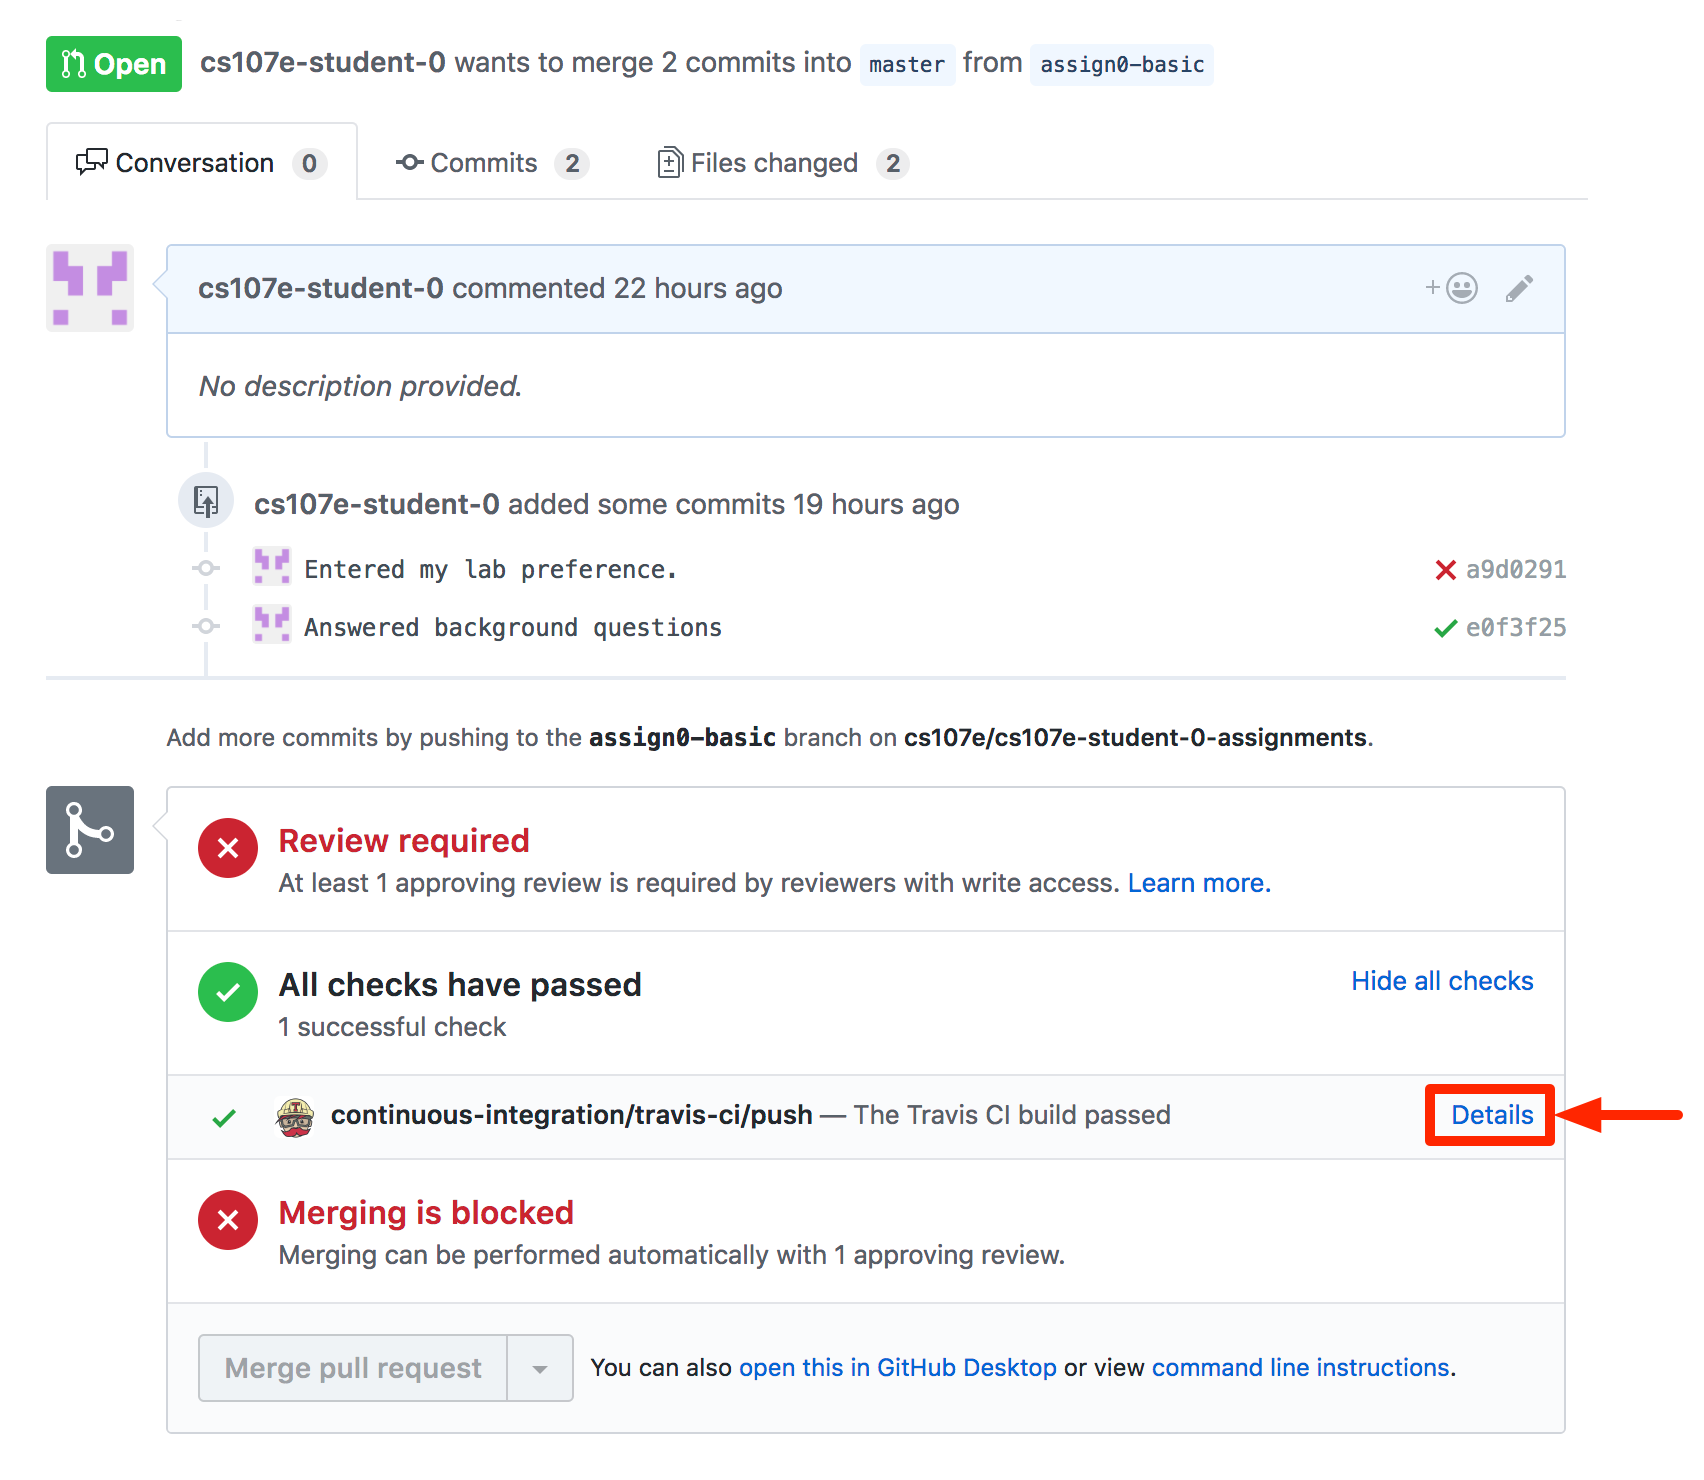 Open cs107e-student-0 wants to merge 2 commits into master from assign0-basic
Conversation 0 Commits 2 Files changed 2
cs107e-student-0 commented 22 hours ago
No description provided.
cs107e-student-0 added some commits 19 hours ago
Entered my lab preference. a9d0291
Answered background questions e0f3f25
Add more commits by pushing to the assign0-basic branch on cs107e/cs107e-student-0-assignments.
Review required
At least 1 approving review is required by reviewers with write access. Learn more.
All checks have passed Hide all checks
1 successful check
continuous-integration/travis-ci/push — The Travis CI build passed Details
Merging is blocked
Merging can be performed automatically with 1 approving review.
Merge pull request You can also open this in GitHub Desktop or view command line instructions.